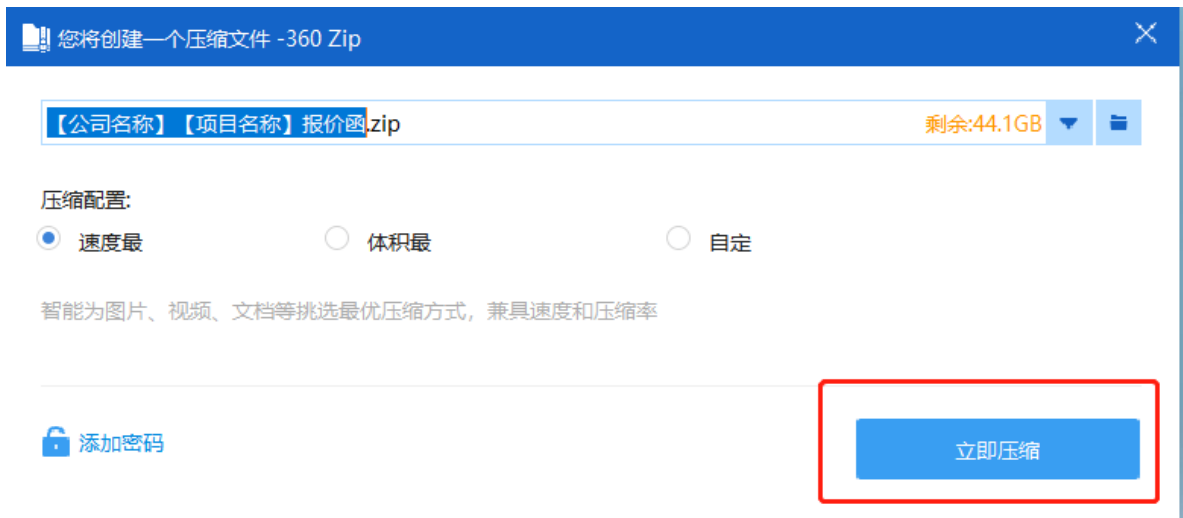 您将创建一个压缩文件 -360 Zip
【公司名称】【项目名称】报价函.zip 剩余:44.1GB
压缩配置:
速度最 体积最 自定
智能为图片、视频、文档等挑选最优压缩方式，兼具速度和压缩率
添加密码 立即压缩